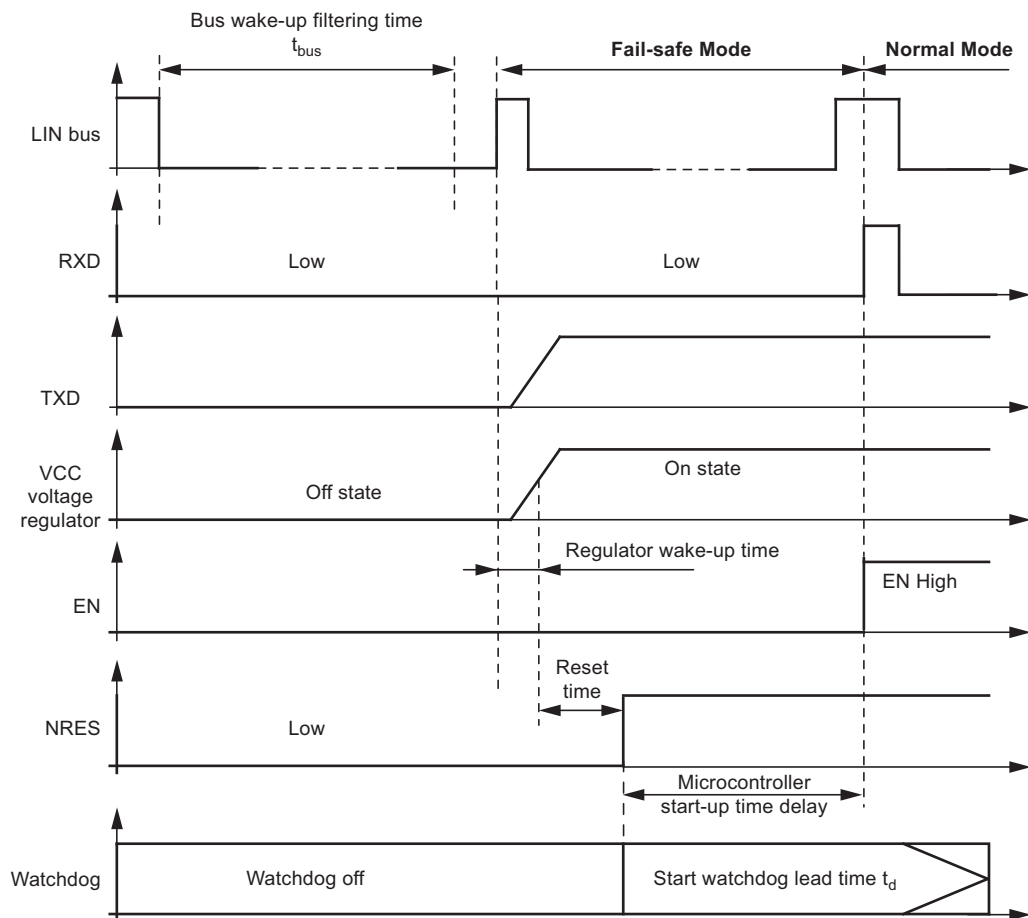 Bus wake-up filtering time
t_bus
Fail-safe Mode
Normal Mode
LIN bus
RXD
Low
Low
TXD
VCC
voltage
regulator
Off state
On state
Regulator wake-up time
EN
EN High
Reset
time
NRES
Low
Microcontroller
start-up time delay
Watchdog
Watchdog off
Start watchdog lead time t_d